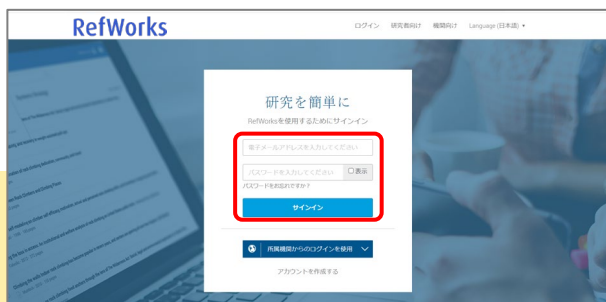 RefWorks
ログイン 研究者向け 機関向け Language (日本語)
研究を簡単に
RefWorksを使用するためにサインイン
電子メールアドレスを入力してください
パスワードを入力してください 表示
パスワードをお忘れですか？
サインイン
所属機関からのログインを使用
アカウントを作成する